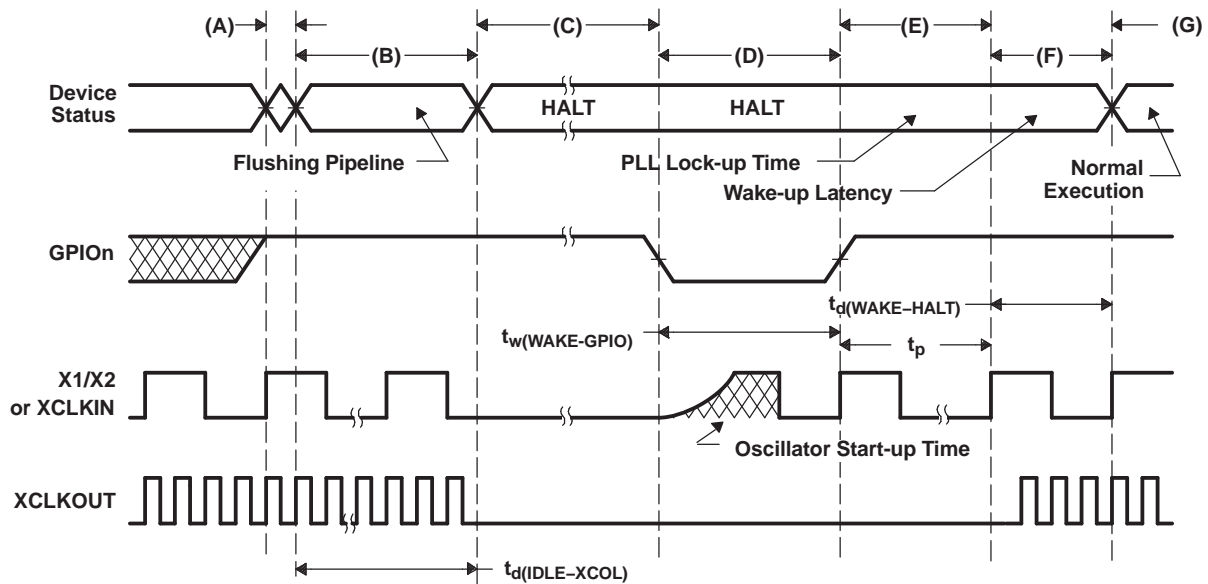 (A)
(B)
(C)
(D)
(E)
(F)
(G)
Device
Status
HALT
HALT
Flushing Pipeline
PLL Lock-up Time
Wake-up Latency
Normal
Execution
GPIOn
td(WAKE–HALT)
tw(WAKE-GPIO)
tp
X1/X2
or XCLKIN
Oscillator Start-up Time
XCLKOUT
td(IDLE–XCOL)